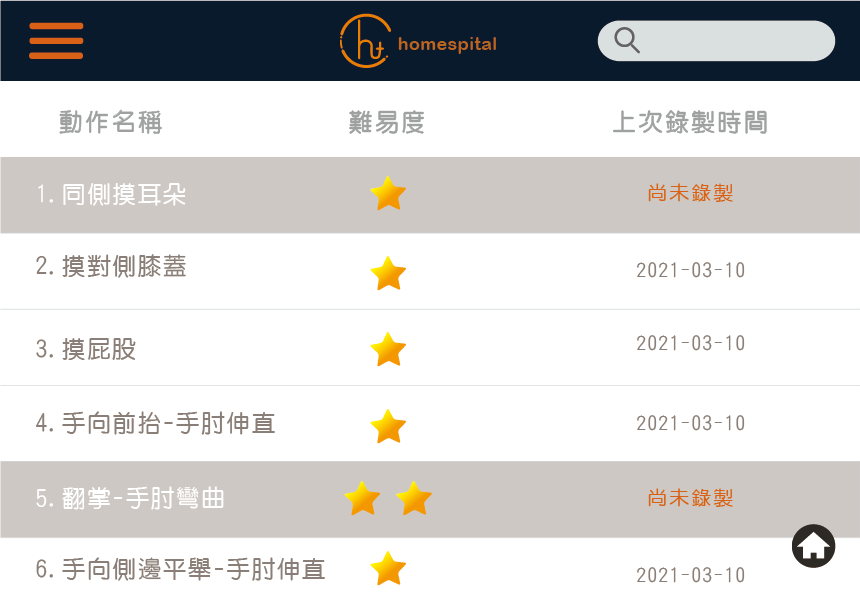 homespital
動作名稱 難易度 上次錄製時間
1. 同側摸耳朵 尚未錄製
2. 摸對側膝蓋 2021-03-10
3. 摸屁股 2021-03-10
4. 手向前抬-手肘伸直 2021-03-10
5. 翻掌-手肘彎曲 尚未錄製
6. 手向側邊平舉-手肘伸直 2021-03-10